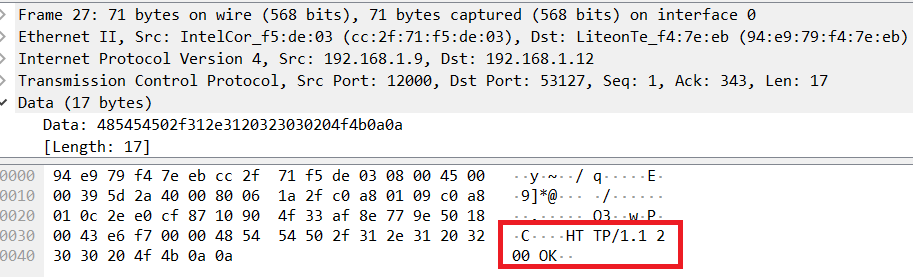 Frame 27: 71 bytes on wire (568 bits), 71 bytes captured (568 bits) on interface 0
Ethernet II, Src: IntelCor_f5:de:03 (cc:2f:71:f5:de:03), Dst: LiteonTe_f4:7e:eb (94:e9:79:f4:7e:eb)
Internet Protocol Version 4, Src: 192.168.1.9, Dst: 192.168.1.12
Transmission Control Protocol, Src Port: 12000, Dst Port: 53127, Seq: 1, Ack: 343, Len: 17
Data (17 bytes)
Data: 485454502f312e3120323030204f4b0a0a
[Length: 17]
0000 94 e9 79 f4 7e eb cc 2f 71 f5 de 03 08 00 45 00 ··y·~··/ q·····E·
0010 00 39 5d 2a 40 00 80 06 1a 2f c0 a8 01 09 c0 a8 ·9]*@··· ·/······
0020 01 0c 2e e0 cf 87 10 90 4f 33 af 8e 77 9e 50 18 ··.····· O3··w·P·
0030 00 43 e6 f7 00 00 48 54 54 50 2f 31 2e 31 20 32 ·C····HT TP/1.1 2
0040 30 30 20 4f 4b 0a 0a 00 OK··